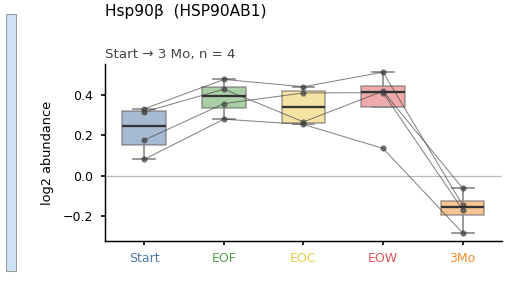 Hsp90β (HSP90AB1)
Start → 3 Mo, n = 4
log2 abundance
0.4
0.2
0.0
−0.2
Start EOF EOC EOW 3Mo